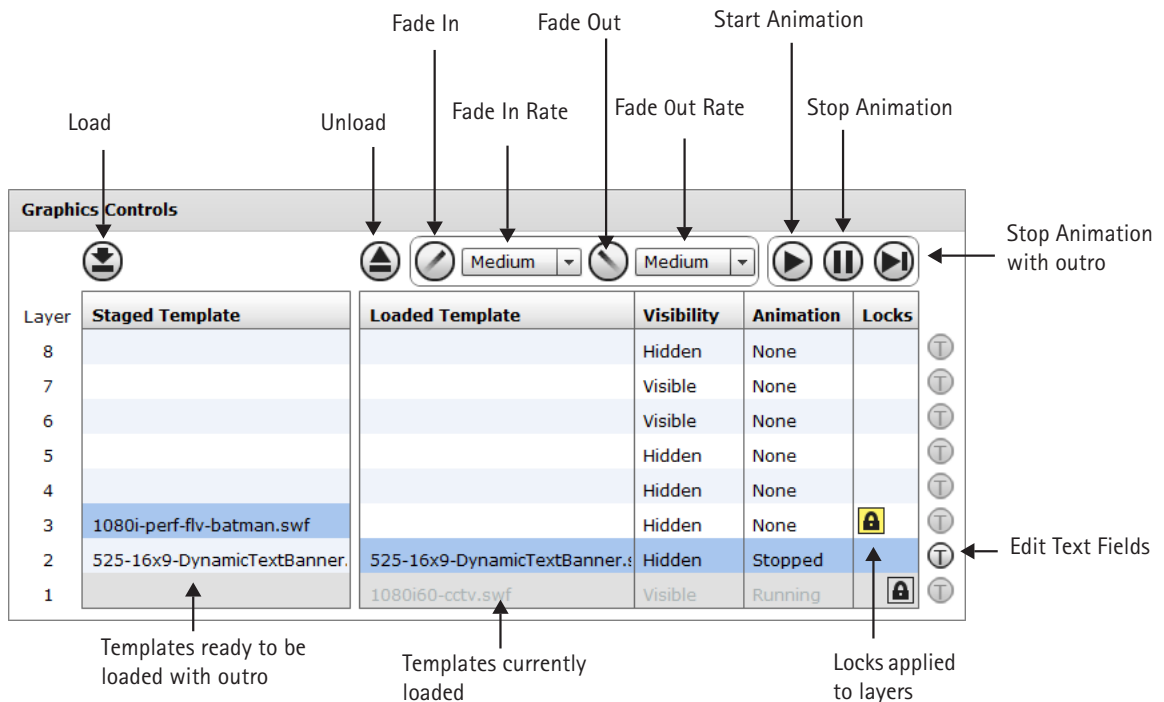 Fade In
Fade Out
Start Animation
Load
Unload
Fade In Rate
Fade Out Rate
Stop Animation
Graphics Controls
Medium
Medium
Stop Animation
with outro
Layer Staged Template Loaded Template Visibility Animation Locks
8 Hidden None T
7 Visible None T
6 Visible None T
5 Hidden None T
4 Hidden None T
3 1080i-perf-flv-batman.swf Hidden None T
2 525-16x9-DynamicTextBanner. 525-16x9-DynamicTextBanner.s Hidden Stopped T
Edit Text Fields
1 1080i60-cctv.swf Visible Running T
Templates ready to be
loaded with outro
Templates currently
loaded
Locks applied
to layers